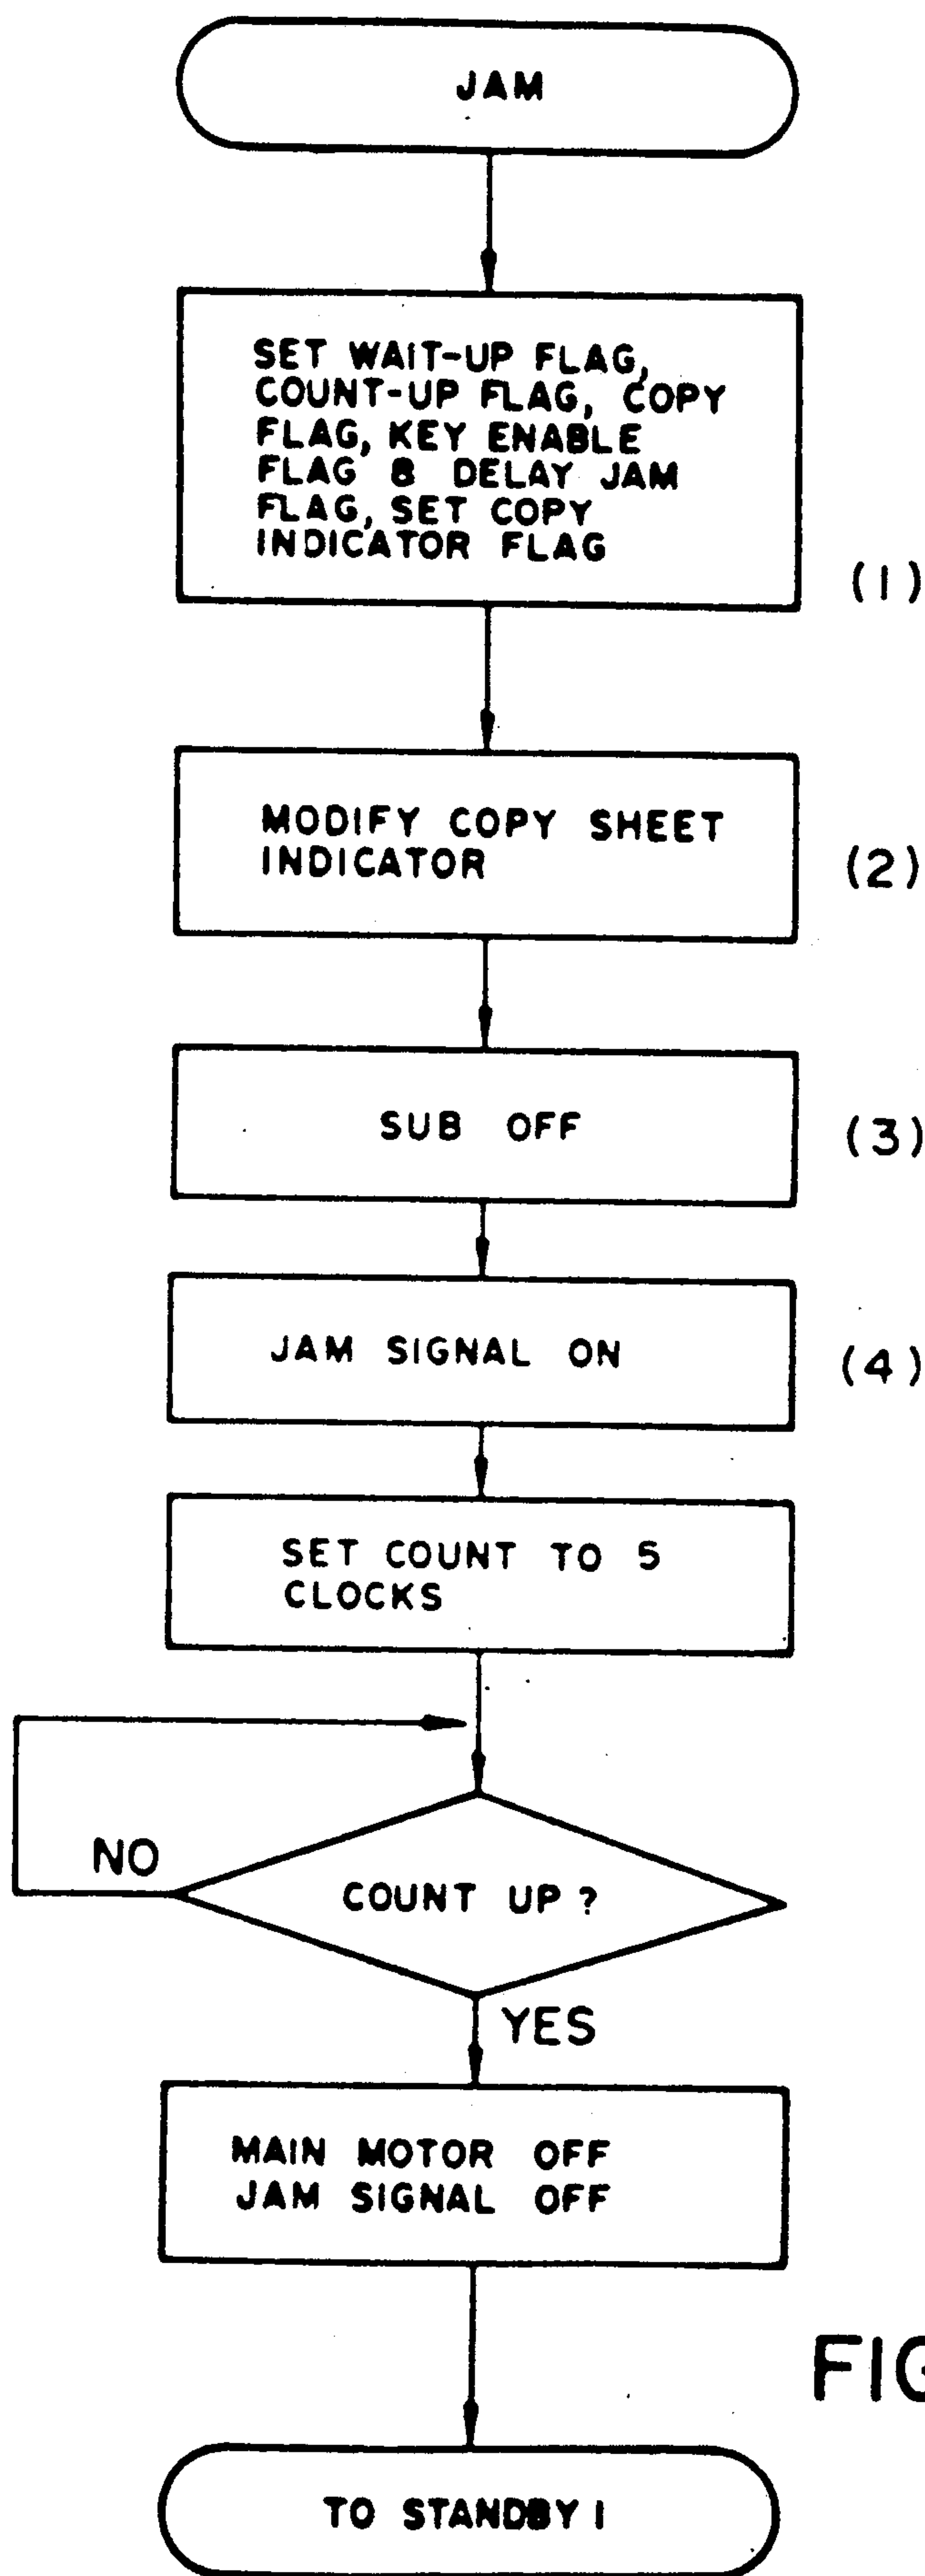 JAM
SET WAIT-UP FLAG,
COUNT-UP FLAG, COPY
FLAG, KEY ENABLE
FLAG & DELAY JAM
FLAG, SET COPY
INDICATOR FLAG
(1)
MODIFY COPY SHEET
INDICATOR
(2)
SUB OFF
(3)
JAM SIGNAL ON
(4)
SET COUNT TO 5
CLOCKS
NO
COUNT UP ?
YES
MAIN MOTOR OFF
JAM SIGNAL OFF
FIG
TO STANDBY 1